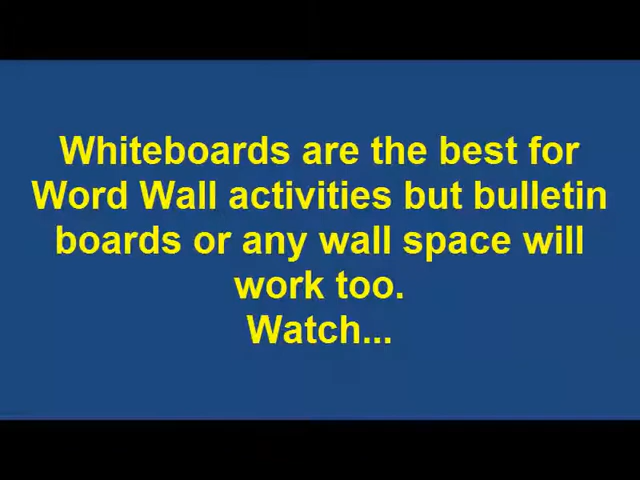 Whiteboards are the best for
Word Wall activities but bulletin
boards or any wall space will
work too.
Watch...